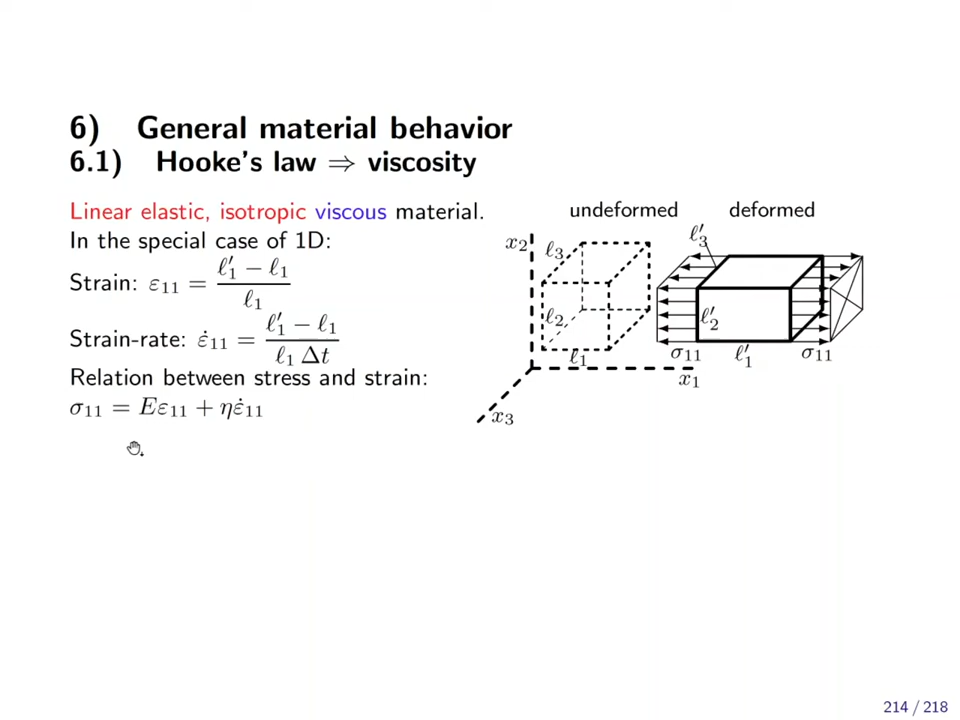 6) General material behavior
6.1) Hooke's law ⇒ viscosity
Linear elastic, isotropic viscous material.
In the special case of 1D:
Strain: ε₁₁ = (ℓ′₁ − ℓ₁) / ℓ₁
Strain-rate: ε̇₁₁ = (ℓ′₁ − ℓ₁) / (ℓ₁ Δt)
Relation between stress and strain:
σ₁₁ = Eε₁₁ + ηε̇₁₁
undeformed deformed
x₂ ℓ₃ ℓ′₃
ℓ₂ ℓ′₂
ℓ₁ σ₁₁ ℓ′₁ σ₁₁
x₁
x₃
214 / 218